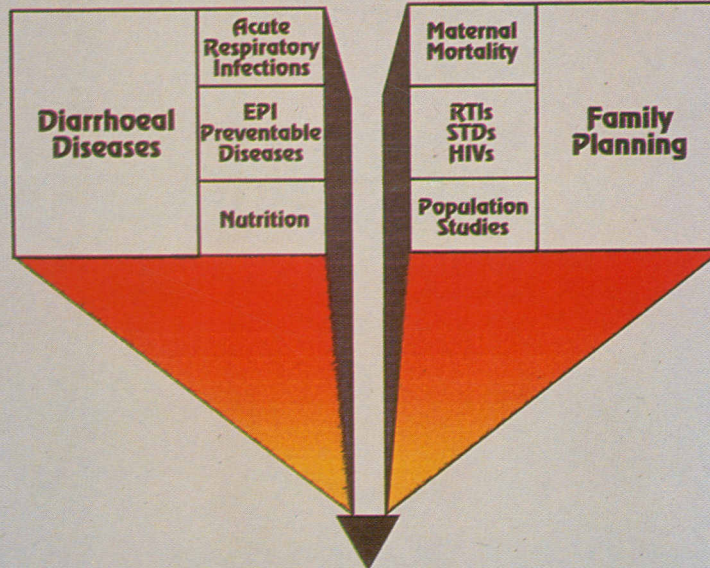 Diarrhoeal
Diseases
Acute
Respiratory
Infections
EPI
Preventable
Diseases
Nutrition
Maternal
Mortality
RTIs
STDs
HIVs
Population
Studies
Family
Planning